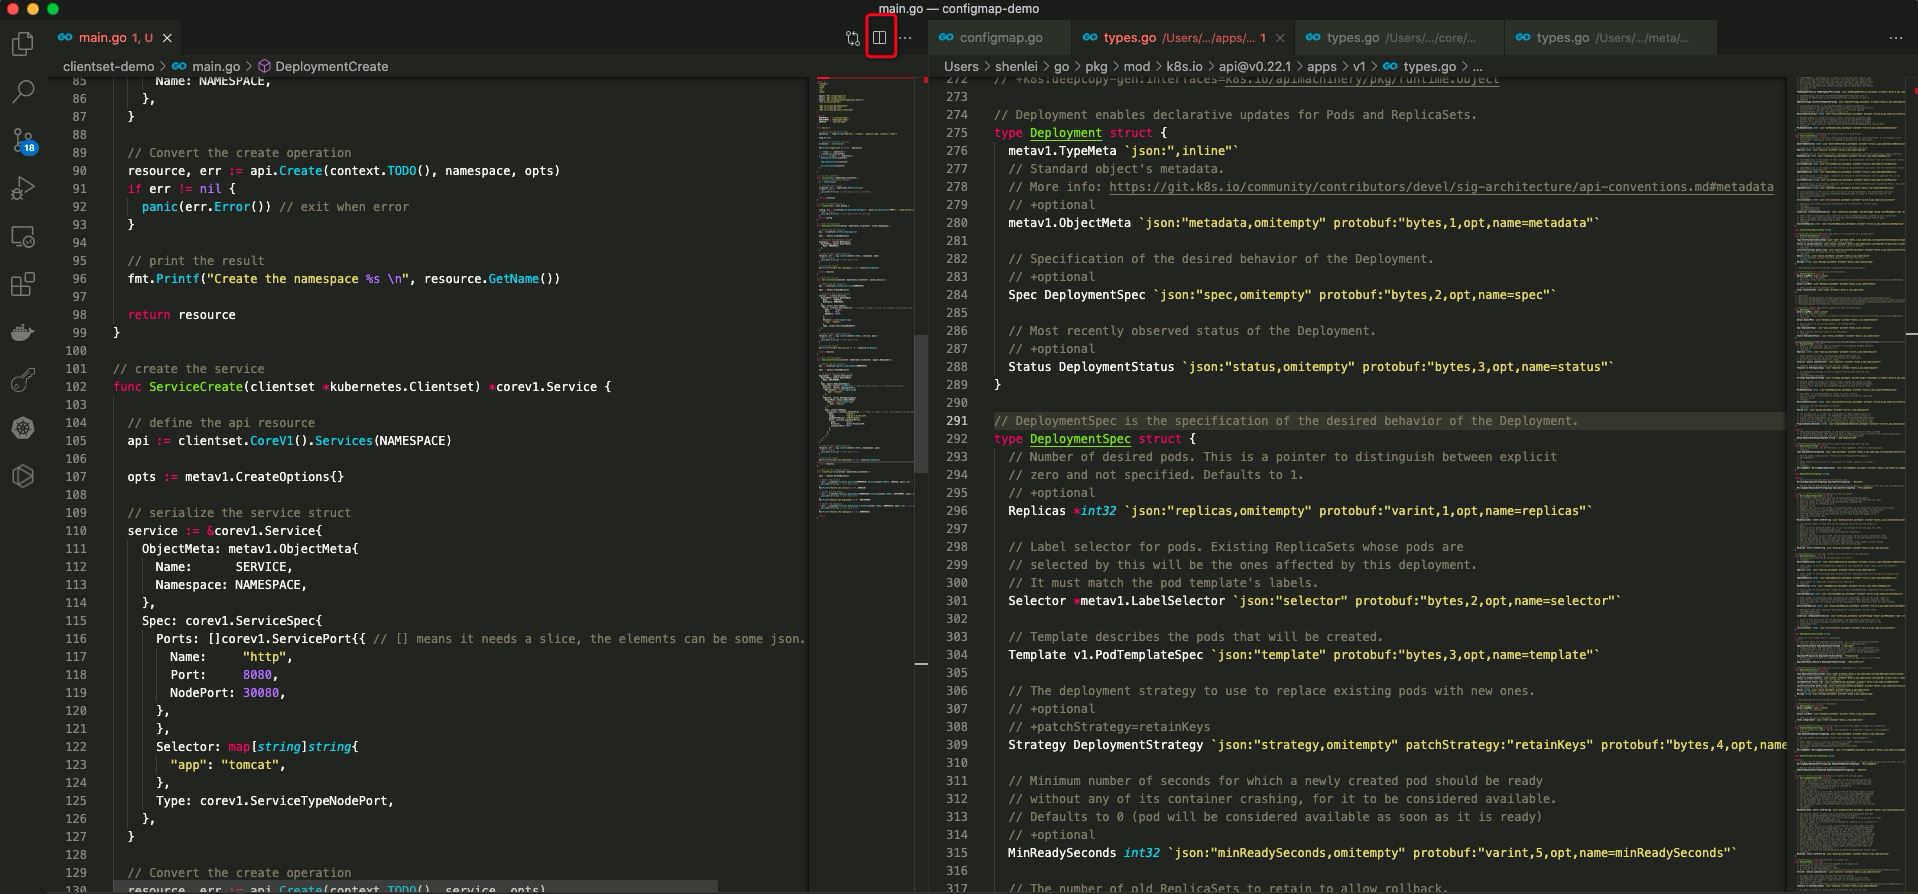 main.go — configmap-demo
main.go 1, U
configmap.go
types.go /Users/.../apps/... 1
types.go /Users/.../core/...
types.go /Users/.../meta/...
clientset-demo > main.go > DeploymentCreate
Users > shenlei > go > pkg > mod > k8s.io > api@v0.22.1 > apps > v1 > types.go > ...
18
85 Name: NAMESPACE,
86 },
87 }
88
89 // Convert the create operation
90 resource, err := api.Create(context.TODO(), namespace, opts)
91 if err != nil {
92 panic(err.Error()) // exit when error
93 }
94
95 // print the result
96 fmt.Printf("Create the namespace %s \n", resource.GetName())
97
98 return resource
99 }
100
101 // create the service
102 func ServiceCreate(clientset *kubernetes.Clientset) *corev1.Service {
103
104 // define the api resource
105 api := clientset.CoreV1().Services(NAMESPACE)
106
107 opts := metav1.CreateOptions{}
108
109 // serialize the service struct
110 service := &corev1.Service{
111 ObjectMeta: metav1.ObjectMeta{
112 Name: SERVICE,
113 Namespace: NAMESPACE,
114 },
115 Spec: corev1.ServiceSpec{
116 Ports: []corev1.ServicePort{{ // [] means it needs a slice, the elements can be some json.
117 Name: "http",
118 Port: 8080,
119 NodePort: 30080,
120 },
121 },
122 Selector: map[string]string{
123 "app": "tomcat",
124 },
125 Type: corev1.ServiceTypeNodePort,
126 },
127 }
128
129 // Convert the create operation
130 resource, err := api.Create(context.TODO(), service, opts)
272 // +k8s:deepcopy-gen:interfaces=k8s.io/apimachinery/pkg/runtime.Object
273
274 // Deployment enables declarative updates for Pods and ReplicaSets.
275 type Deployment struct {
276 metav1.TypeMeta `json:",inline"`
277 // Standard object's metadata.
278 // More info: https://git.k8s.io/community/contributors/devel/sig-architecture/api-conventions.md#metadata
279 // +optional
280 metav1.ObjectMeta `json:"metadata,omitempty" protobuf:"bytes,1,opt,name=metadata"`
281
282 // Specification of the desired behavior of the Deployment.
283 // +optional
284 Spec DeploymentSpec `json:"spec,omitempty" protobuf:"bytes,2,opt,name=spec"`
285
286 // Most recently observed status of the Deployment.
287 // +optional
288 Status DeploymentStatus `json:"status,omitempty" protobuf:"bytes,3,opt,name=status"`
289 }
290
291 // DeploymentSpec is the specification of the desired behavior of the Deployment.
292 type DeploymentSpec struct {
293 // Number of desired pods. This is a pointer to distinguish between explicit
294 // zero and not specified. Defaults to 1.
295 // +optional
296 Replicas *int32 `json:"replicas,omitempty" protobuf:"varint,1,opt,name=replicas"`
297
298 // Label selector for pods. Existing ReplicaSets whose pods are
299 // selected by this will be the ones affected by this deployment.
300 // It must match the pod template's labels.
301 Selector *metav1.LabelSelector `json:"selector" protobuf:"bytes,2,opt,name=selector"`
302
303 // Template describes the pods that will be created.
304 Template v1.PodTemplateSpec `json:"template" protobuf:"bytes,3,opt,name=template"`
305
306 // The deployment strategy to use to replace existing pods with new ones.
307 // +optional
308 // +patchStrategy=retainKeys
309 Strategy DeploymentStrategy `json:"strategy,omitempty" patchStrategy:"retainKeys" protobuf:"bytes,4,opt,name
310
311 // Minimum number of seconds for which a newly created pod should be ready
312 // without any of its container crashing, for it to be considered available.
313 // Defaults to 0 (pod will be considered available as soon as it is ready)
314 // +optional
315 MinReadySeconds int32 `json:"minReadySeconds,omitempty" protobuf:"varint,5,opt,name=minReadySeconds"`
316
317 // The number of old ReplicaSets to retain to allow rollback.